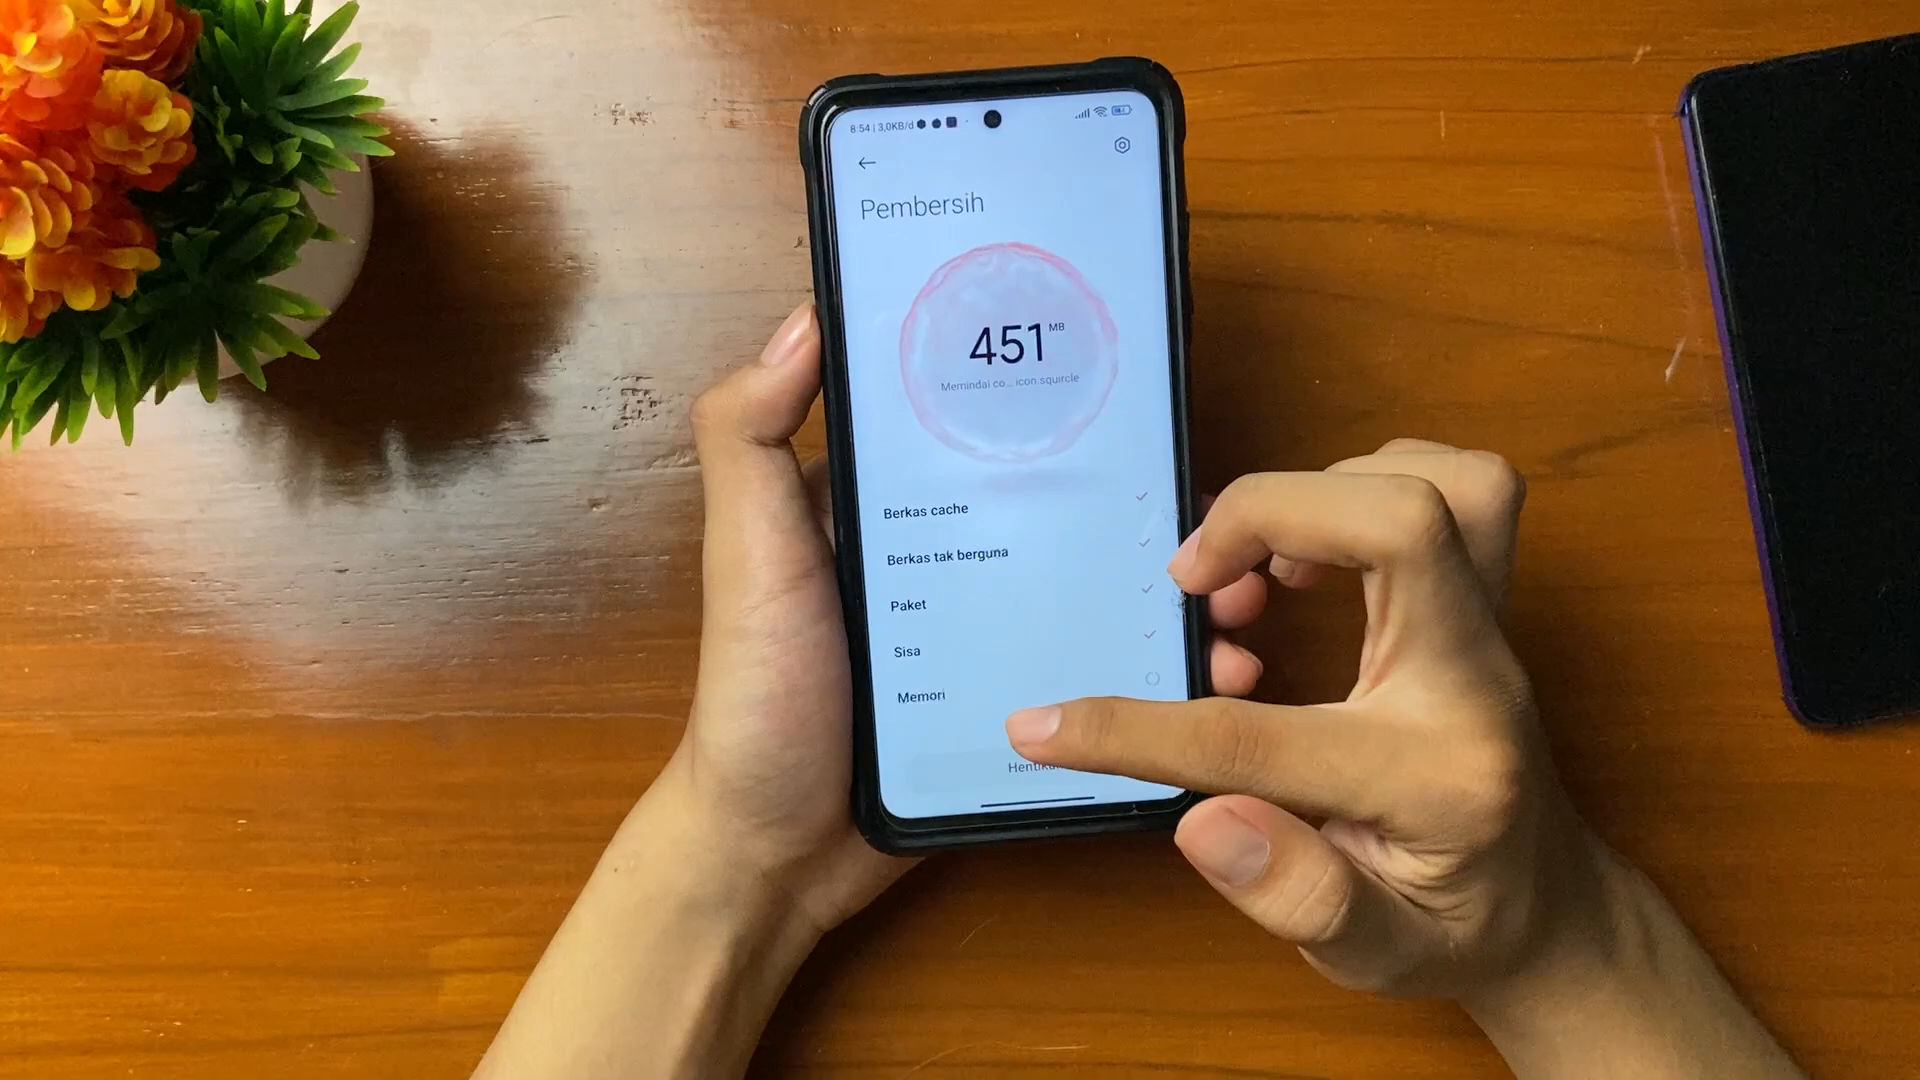 8:54 | 3,0KB/d
Pembersih
451 MB
Memindai co... icon.squircle
Berkas cache
Berkas tak berguna
Paket
Sisa
Memori